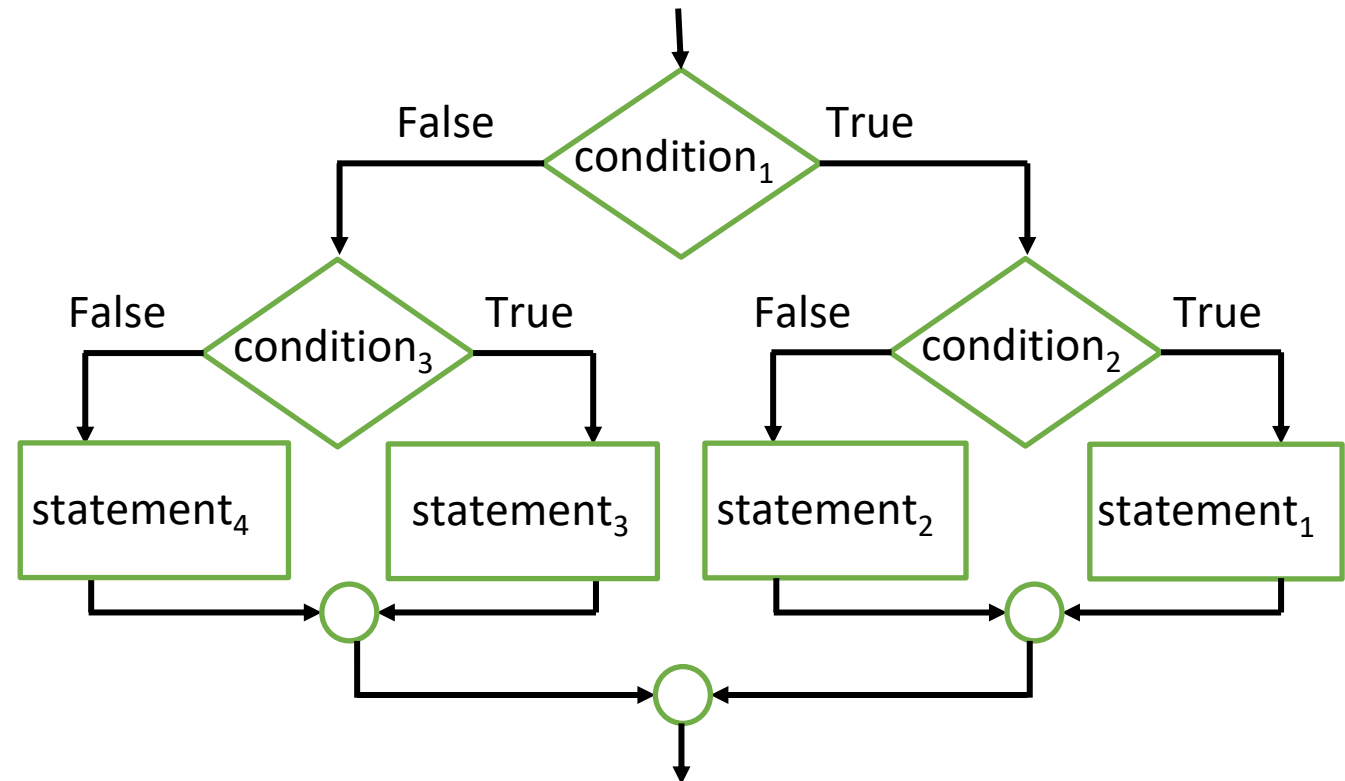 False
True
condition₁
False
True
False
True
condition₃
condition₂
statement₄
statement₃
statement₂
statement₁